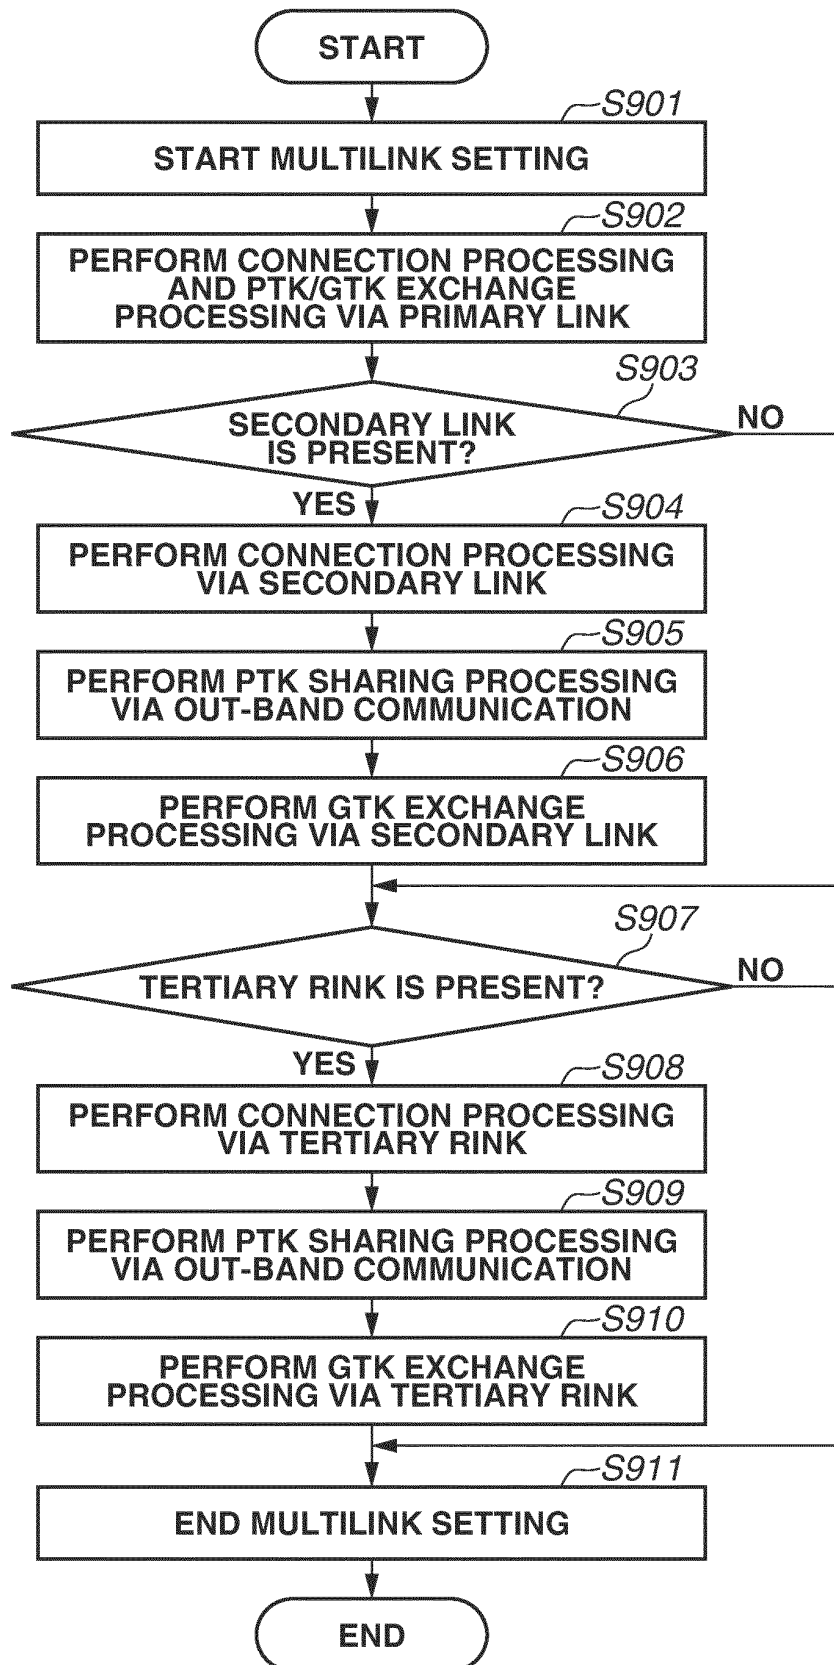 START
S901
START MULTILINK SETTING
S902
PERFORM CONNECTION PROCESSING
AND PTK/GTK EXCHANGE
PROCESSING VIA PRIMARY LINK
S903
SECONDARY LINK
IS PRESENT?
NO
YES
S904
PERFORM CONNECTION PROCESSING
VIA SECONDARY LINK
S905
PERFORM PTK SHARING PROCESSING
VIA OUT-BAND COMMUNICATION
S906
PERFORM GTK EXCHANGE
PROCESSING VIA SECONDARY LINK
S907
TERTIARY RINK IS PRESENT?
NO
YES
S908
PERFORM CONNECTION PROCESSING
VIA TERTIARY RINK
S909
PERFORM PTK SHARING PROCESSING
VIA OUT-BAND COMMUNICATION
S910
PERFORM GTK EXCHANGE
PROCESSING VIA TERTIARY RINK
S911
END MULTILINK SETTING
END